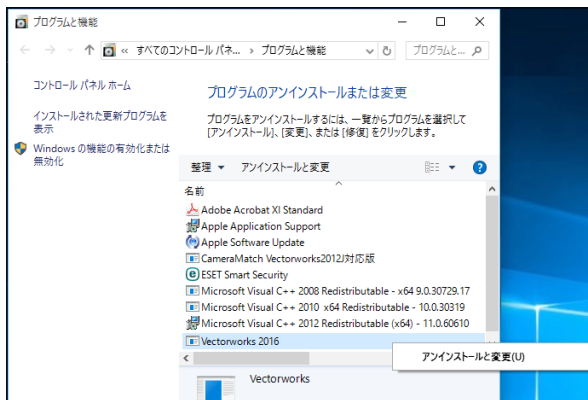 プログラムと機能
« すべてのコントロール パネ... › プログラムと機能
プログラムと...
コントロール パネル ホーム
インストールされた更新プログラムを
表示
Windows の機能の有効化または
無効化
プログラムのアンインストールまたは変更
プログラムをアンインストールするには、一覧からプログラムを選択して
[アンインストール]、[変更]、または [修復] をクリックします。
整理 ▼ アンインストールと変更
名前
Adobe Acrobat XI Standard
Apple Application Support
Apple Software Update
CameraMatch Vectorworks2012J対応版
ESET Smart Security
Microsoft Visual C++ 2008 Redistributable - x64 9.0.30729.17
Microsoft Visual C++ 2010  x64 Redistributable - 10.0.30319
Microsoft Visual C++ 2012 Redistributable (x64) - 11.0.60610
Vectorworks 2016
アンインストールと変更(U)
Vectorworks